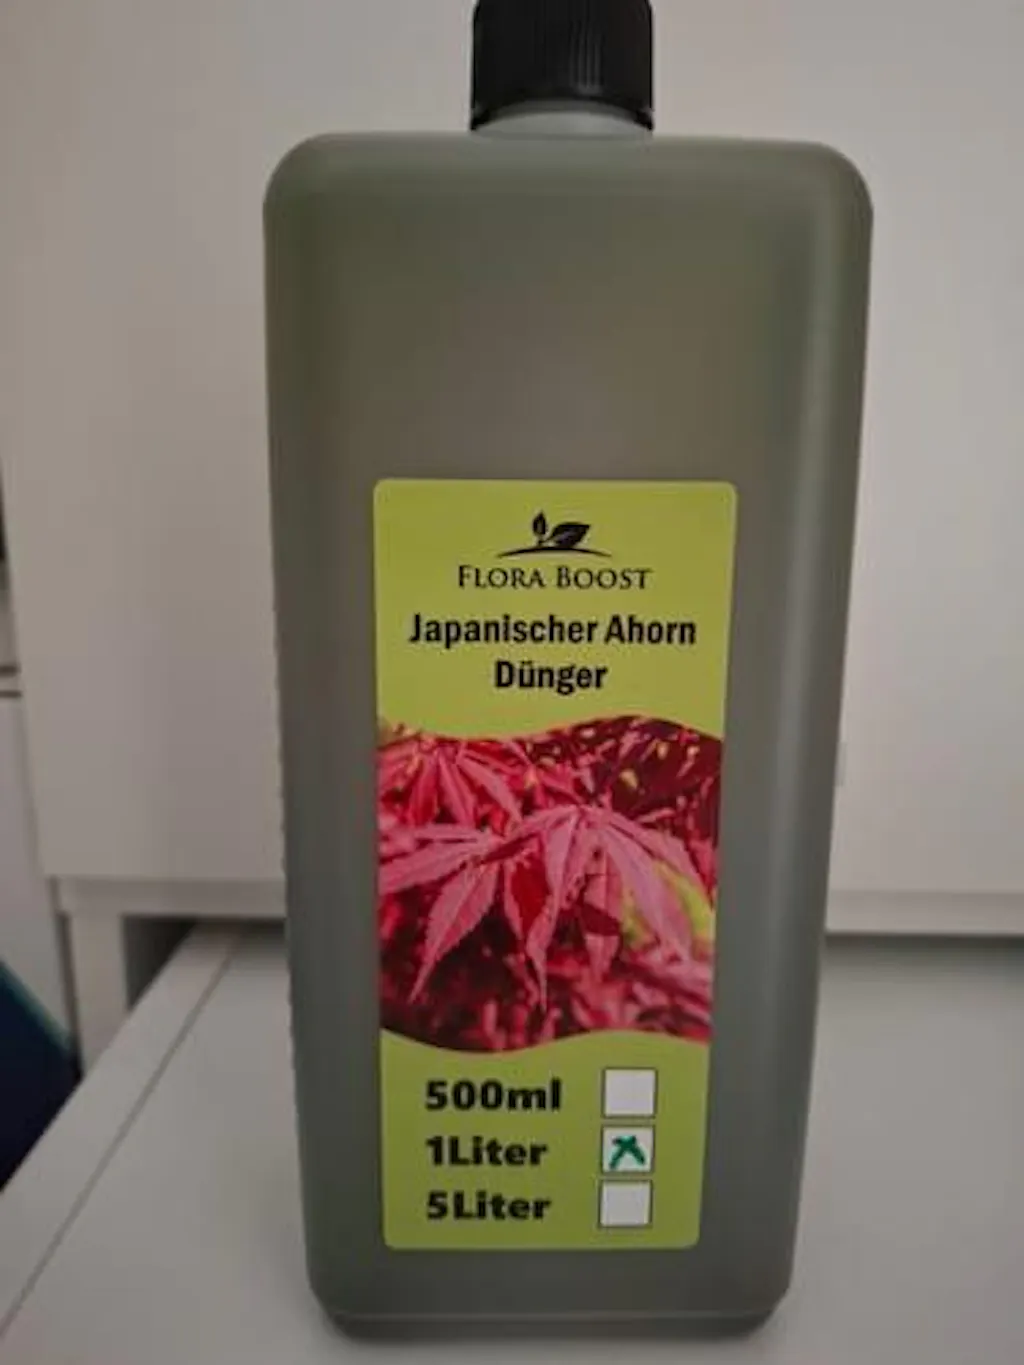 FLORA BOOST
Japanischer Ahorn
Dünger
500ml
1Liter
5Liter